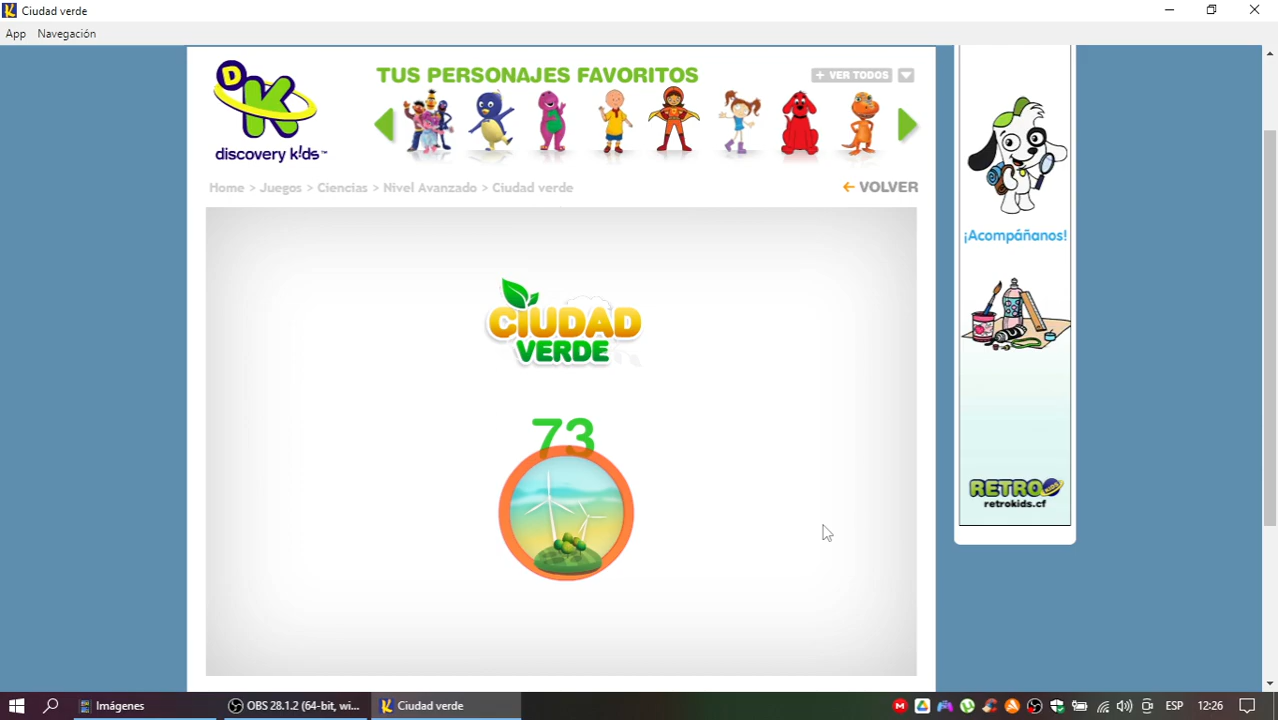 Ciudad verde
App Navegación
DK
discovery k!ds™
TUS PERSONAJES FAVORITOS
+ VER TODOS
Home > Juegos > Ciencias > Nivel Avanzado > Ciudad verde
← VOLVER
CIUDAD
VERDE
73
¡Acompáñanos!
RETRO
retrokids.cf
Imágenes
OBS 28.1.2 (64-bit, wi...
Ciudad verde
ESP
12:26